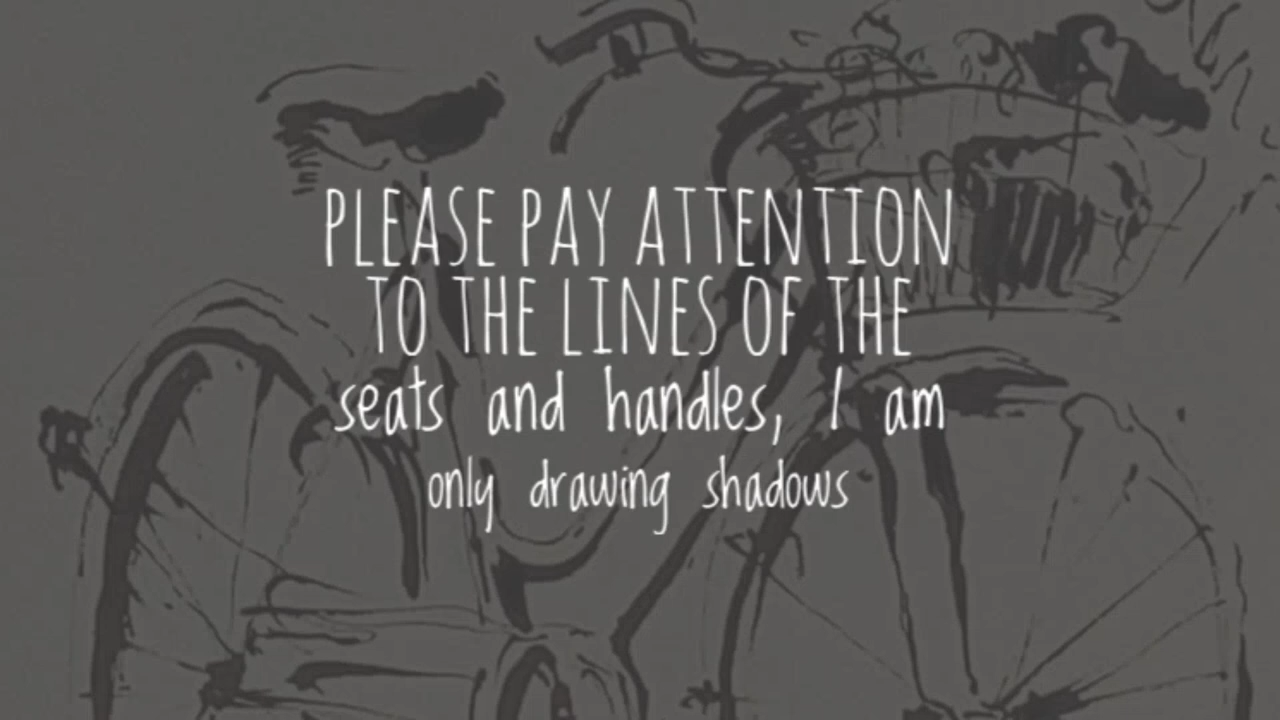 PLEASE PAY ATTENTION
TO THE LINES OF THE
seats and handles, I am
only drawing shadows